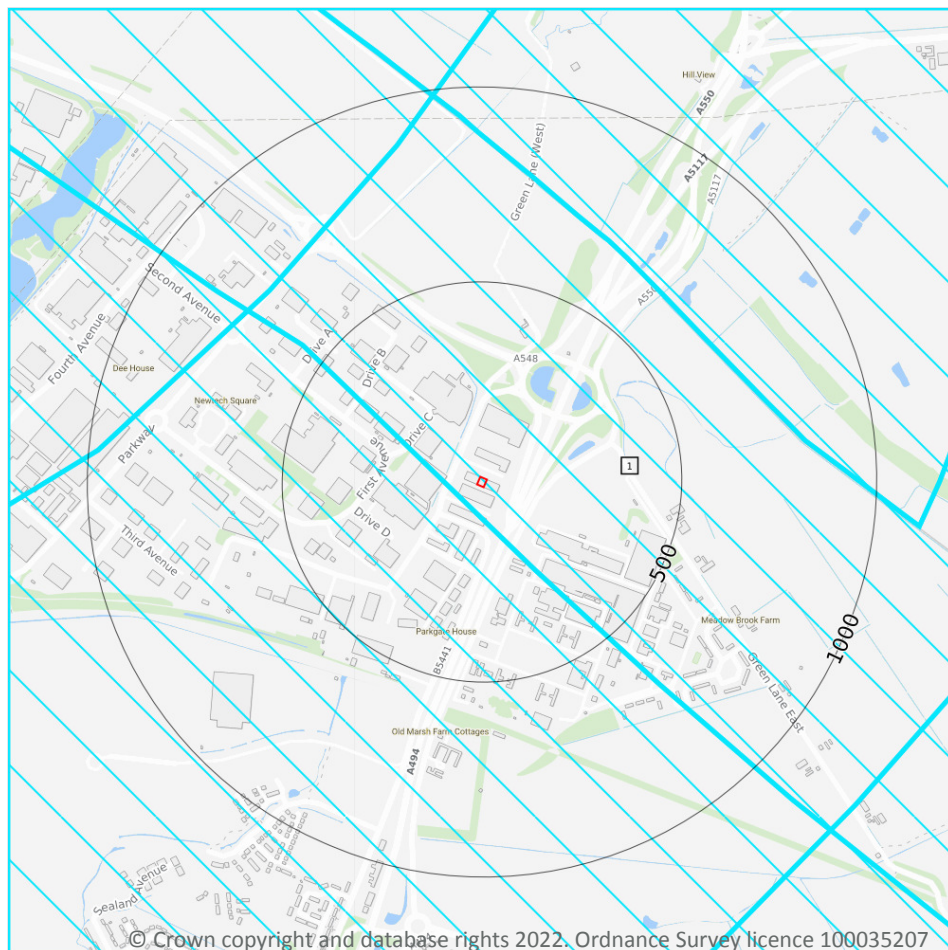 Hill View
A550
A5117
A5117
Green Lane (West)
A550
Second Avenue
Fourth Avenue
Dee House
Drive A
Drive B
A548
Newtech Square
Drive C
Parkway
First Avenue
1
Drive D
Third Avenue
500
Parkgate House
Meadow Brook Farm
1000
B5441
Green Lane East
Old Marsh Farm Cottages
A494
Sealand Avenue
© Crown copyright and database rights 2022. Ordnance Survey licence 100035207